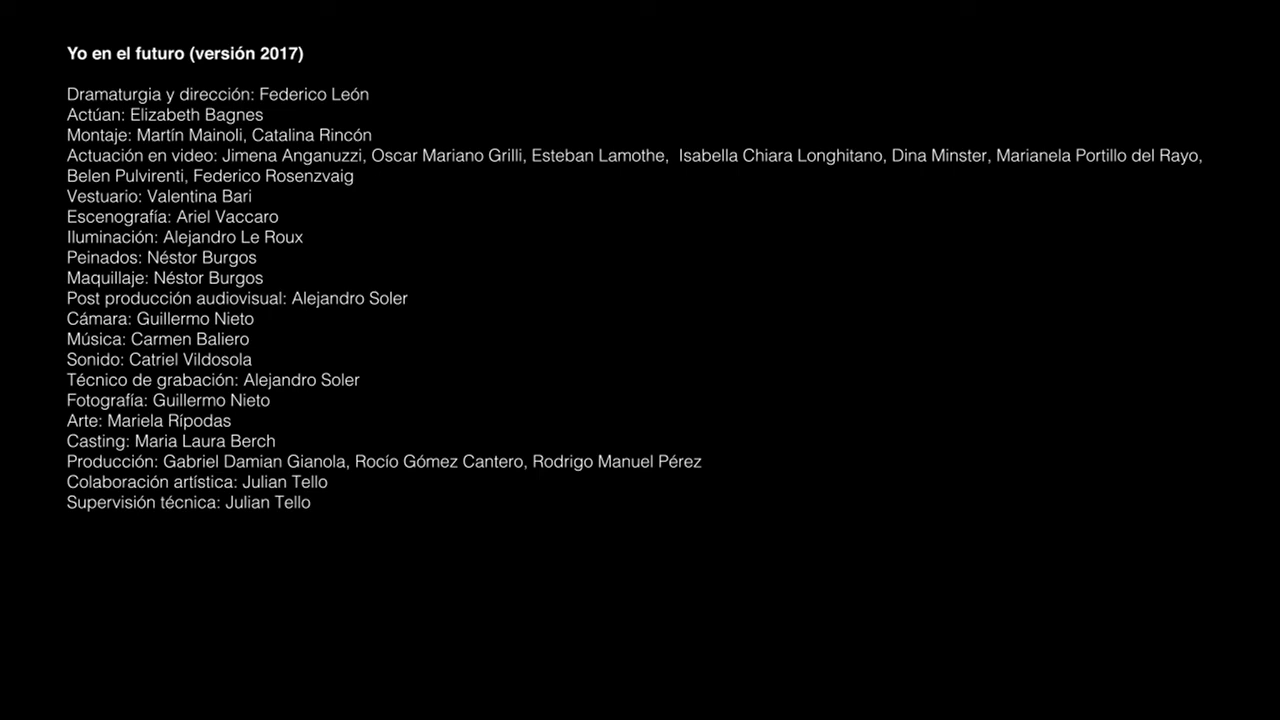 Yo en el futuro (versión 2017)
Dramaturgia y dirección: Federico León
Actúan: Elizabeth Bagnes
Montaje: Martín Mainoli, Catalina Rincón
Actuación en video: Jimena Anganuzzi, Oscar Mariano Grilli, Esteban Lamothe,  Isabella Chiara Longhitano, Dina Minster, Marianela Portillo del Rayo,
Belen Pulvirenti, Federico Rosenzvaig
Vestuario: Valentina Bari
Escenografía: Ariel Vaccaro
Iluminación: Alejandro Le Roux
Peinados: Néstor Burgos
Maquillaje: Néstor Burgos
Post producción audiovisual: Alejandro Soler
Cámara: Guillermo Nieto
Música: Carmen Baliero
Sonido: Catriel Vildosola
Técnico de grabación: Alejandro Soler
Fotografía: Guillermo Nieto
Arte: Mariela Rípodas
Casting: Maria Laura Berch
Producción: Gabriel Damian Gianola, Rocío Gómez Cantero, Rodrigo Manuel Pérez
Colaboración artística: Julian Tello
Supervisión técnica: Julian Tello